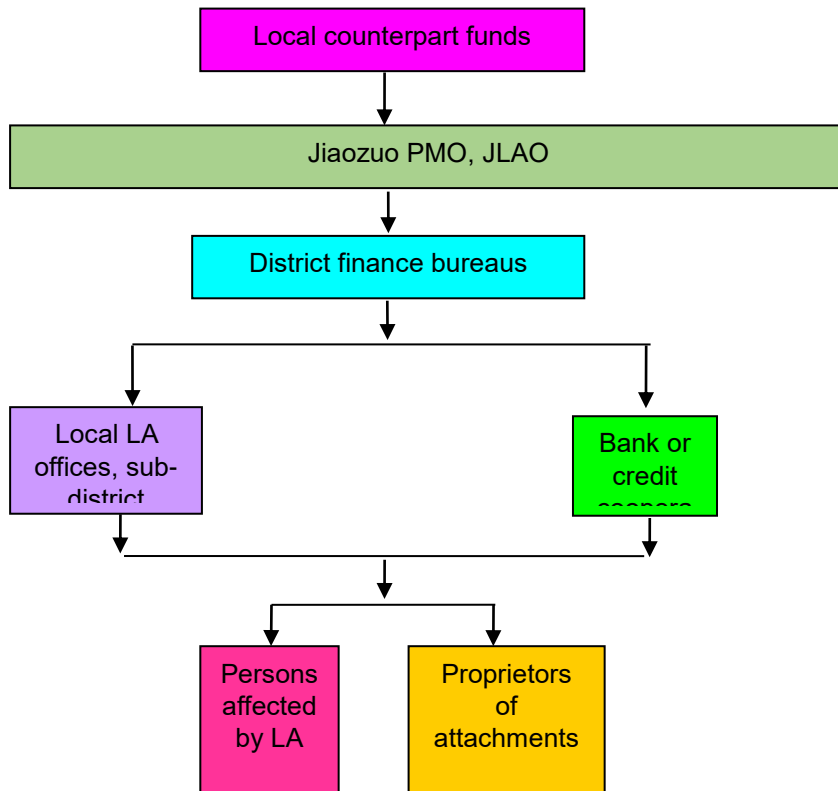 Local counterpart funds
Jiaozuo PMO, JLAO
District finance bureaus
Local LA
offices, sub-
district
Bank or
credit
Persons
affected
by LA
Proprietors
of
attachments